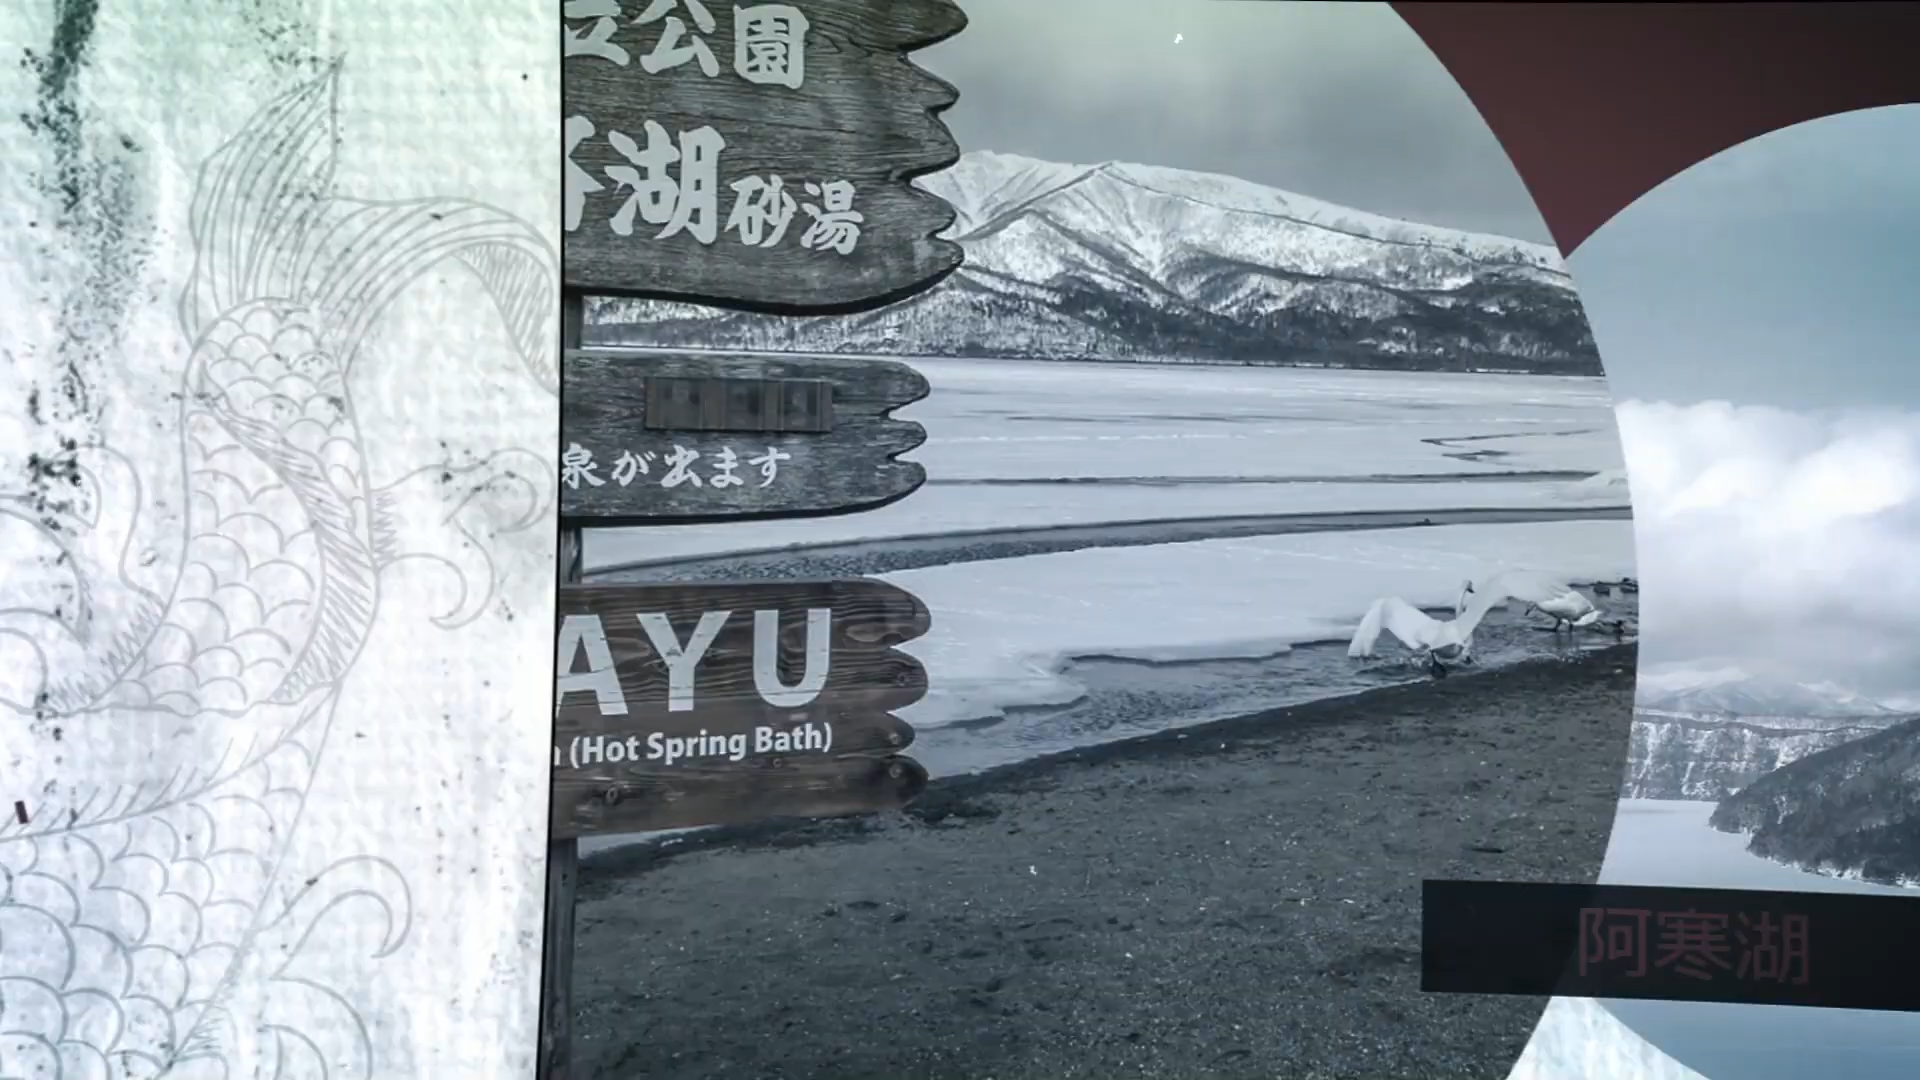 立公園
湖砂湯
泉が出ます
AYU
(Hot Spring Bath)
阿寒湖